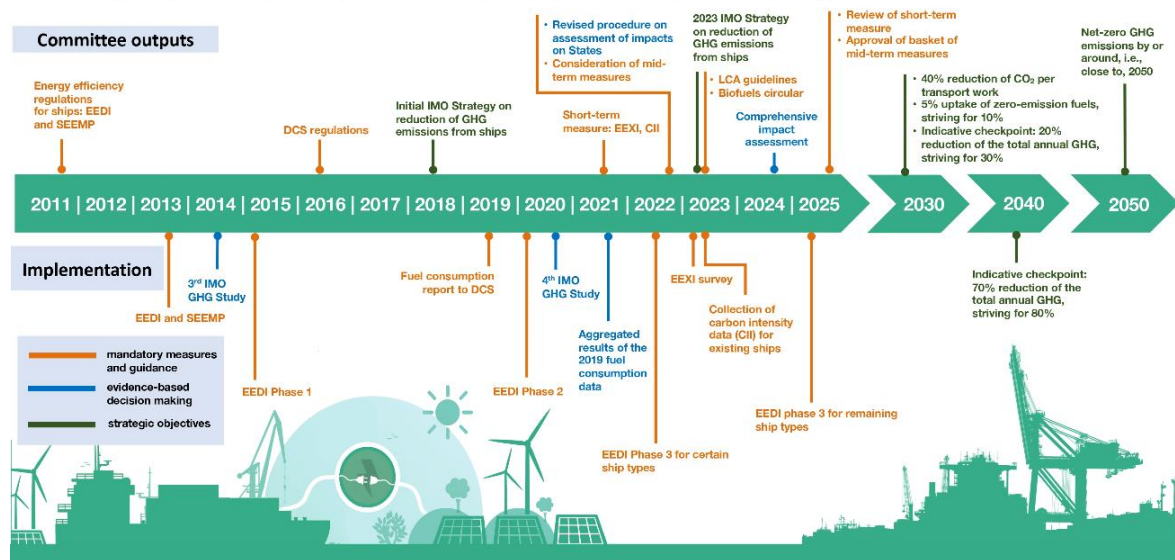 Committee outputs
Energy efficiency
regulations
for ships: EEDI
and SEEMP
DCS regulations
Initial IMO Strategy on
reduction of GHG
emissions from ships
• Revised procedure on
assessment of impacts
on States
• Consideration of mid-
term measures
Short-term
measure: EEXI, CII
2023 IMO Strategy
on reduction of
GHG emissions
from ships
• LCA guidelines
• Biofuels circular
Comprehensive
impact
assessment
• Review of short-term
measure
• Approval of basket of
mid-term measures
• 40% reduction of CO₂ per
transport work
• 5% uptake of zero-emission fuels,
striving for 10%
• Indicative checkpoint: 20%
reduction of the total annual GHG,
striving for 30%
Net-zero GHG
emissions by or
around, i.e.,
close to, 2050
2011 | 2012 | 2013 | 2014 | 2015 | 2016 | 2017 | 2018 | 2019 | 2020 | 2021 | 2022 | 2023 | 2024 | 2025
2030
2040
2050
Implementation
EEDI and SEEMP
3rd IMO
GHG Study
EEDI Phase 1
Fuel consumption
report to DCS
EEDI Phase 2
4th IMO
GHG Study
Aggregated
results of the
2019 fuel
consumption
data
EEDI Phase 3 for certain
ship types
EEXI survey
Collection of
carbon intensity
data (CII) for
existing ships
EEDI phase 3 for remaining
ship types
Indicative checkpoint:
70% reduction of the
total annual GHG,
striving for 80%
mandatory measures
and guidance
evidence-based
decision making
strategic objectives